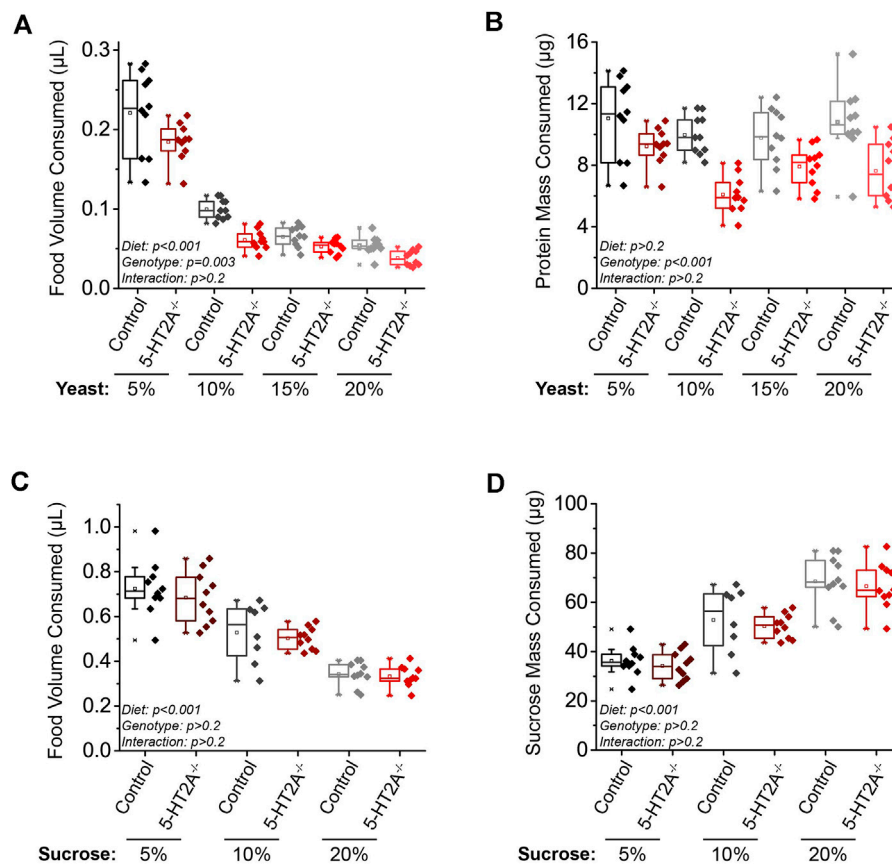 A
Food Volume Consumed (µL)
0.3
0.2
0.1
0.0
Diet: p<0.001
Genotype: p=0.003
Interaction: p>0.2
Control
5-HT2A-/-
Control
5-HT2A-/-
Control
5-HT2A-/-
Control
5-HT2A-/-
Yeast: 5% 10% 15% 20%
B
Protein Mass Consumed (µg)
16
12
8
4
0
Diet: p>0.2
Genotype: p<0.001
Interaction: p>0.2
Control
5-HT2A-/-
Control
5-HT2A-/-
Control
5-HT2A-/-
Control
5-HT2A-/-
Yeast: 5% 10% 15% 20%
C
Food Volume Consumed (µL)
1.0
0.8
0.6
0.4
0.2
0.0
Diet: p<0.001
Genotype: p>0.2
Interaction: p>0.2
Control
5-HT2A-/-
Control
5-HT2A-/-
Control
5-HT2A-/-
Sucrose: 5% 10% 20%
D
Sucrose Mass Consumed (µg)
100
80
60
40
20
0
Diet: p<0.001
Genotype: p>0.2
Interaction: p>0.2
Control
5-HT2A-/-
Control
5-HT2A-/-
Control
5-HT2A-/-
Sucrose: 5% 10% 20%